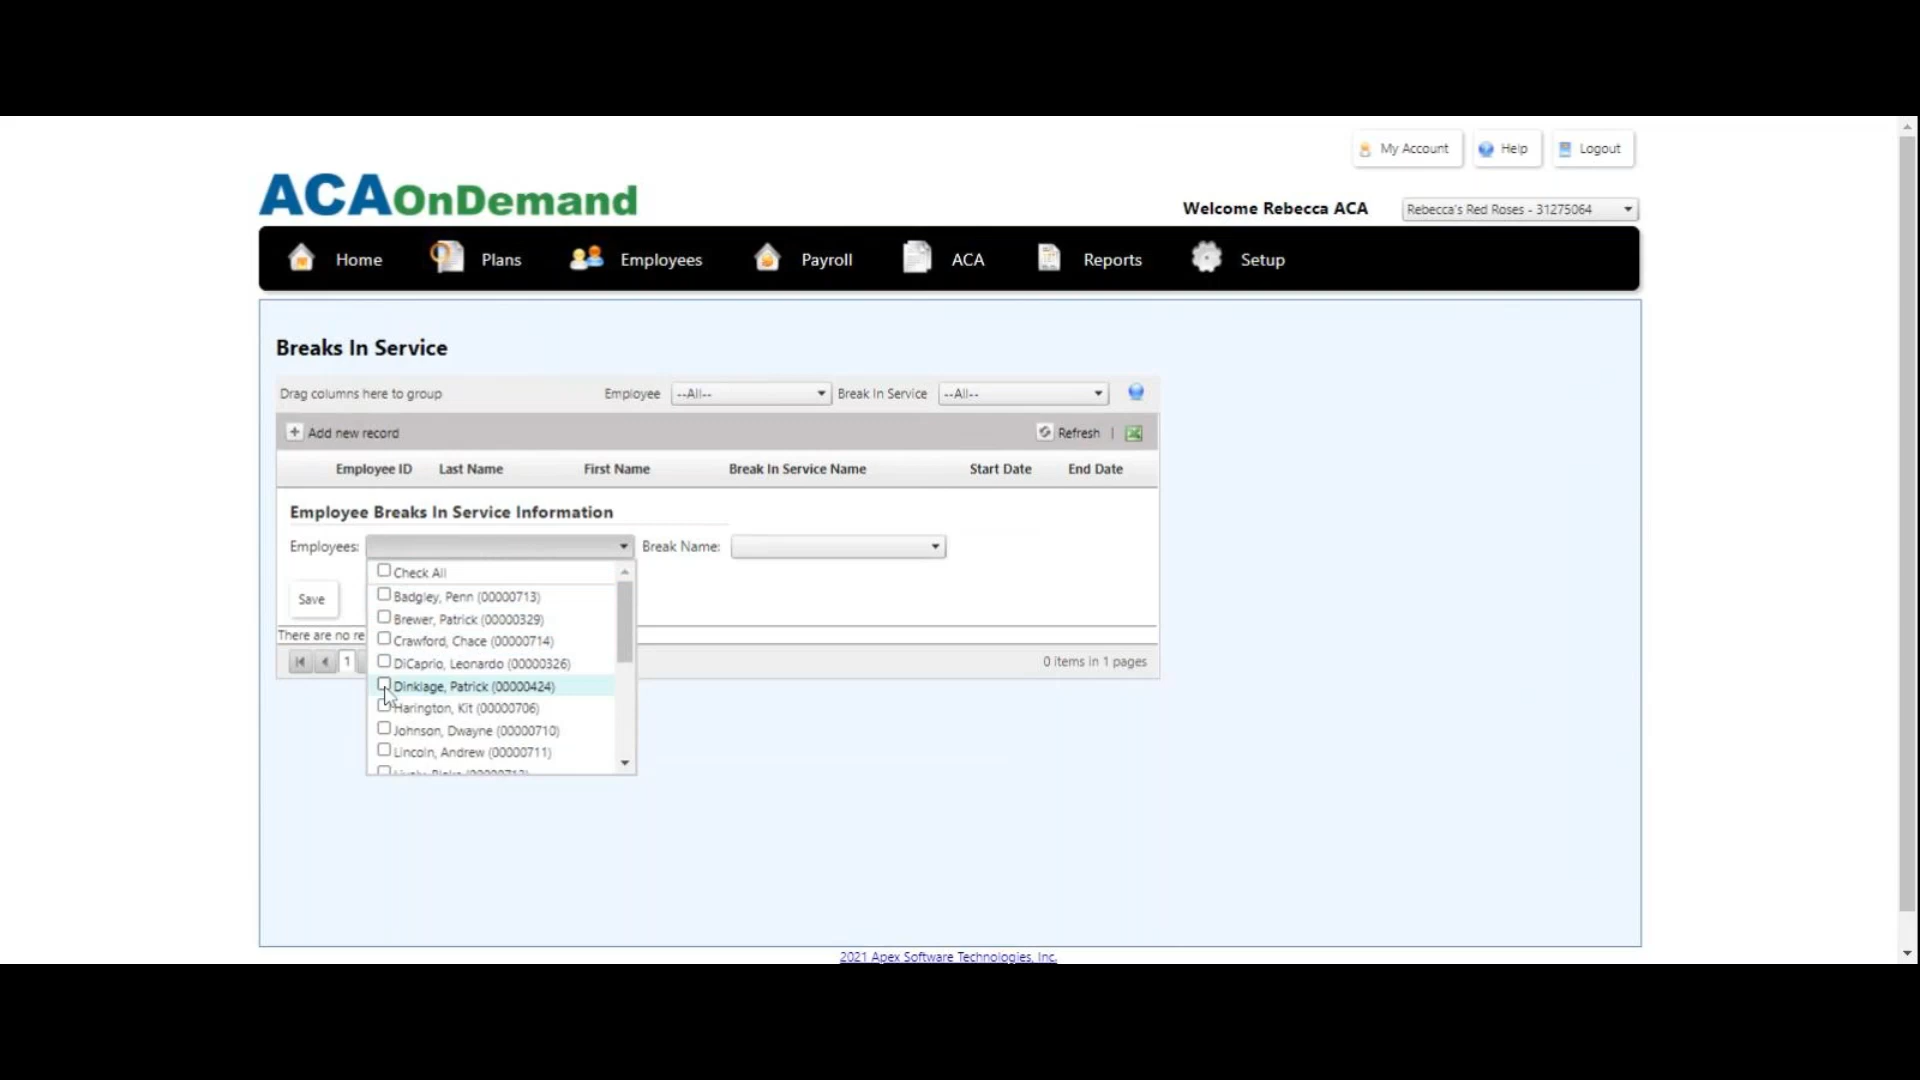 My Account Help Logout
ACAOnDemand
Welcome Rebecca ACA Rebecca's Red Roses - 31275064
Home Plans Employees Payroll ACA Reports Setup
Breaks In Service
Drag columns here to group Employee --All-- Break In Service --All--
Add new record Refresh |
Employee ID Last Name First Name Break In Service Name Start Date End Date
Employee Breaks In Service Information
Employees: Break Name:
Check All
Badgley, Penn (00000713)
Save
Brewer, Patrick (00000329)
There are no re
Crawford, Chace (00000714)
1 DiCaprio, Leonardo (00000326) 0 items in 1 pages
Dinklage, Patrick (00000424)
Harington, Kit (00000706)
Johnson, Dwayne (00000710)
Lincoln, Andrew (00000711)
2021 Apex Software Technologies, Inc.